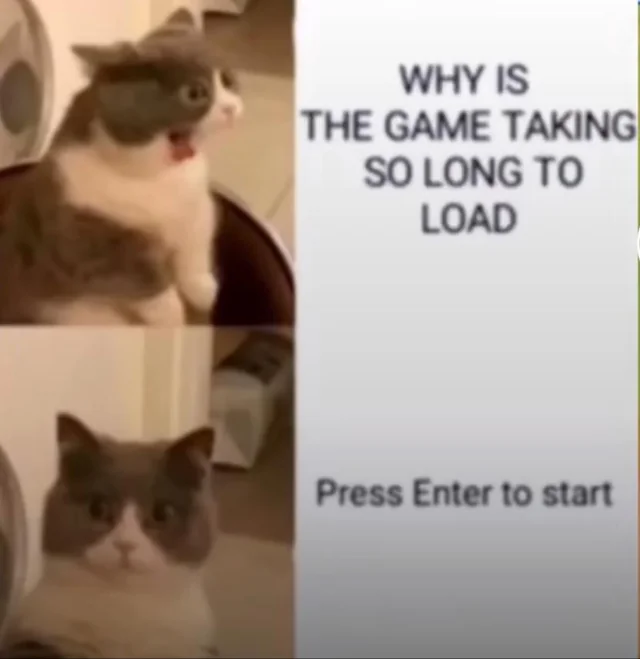 WHY IS
THE GAME TAKING
SO LONG TO
LOAD
Press Enter to start